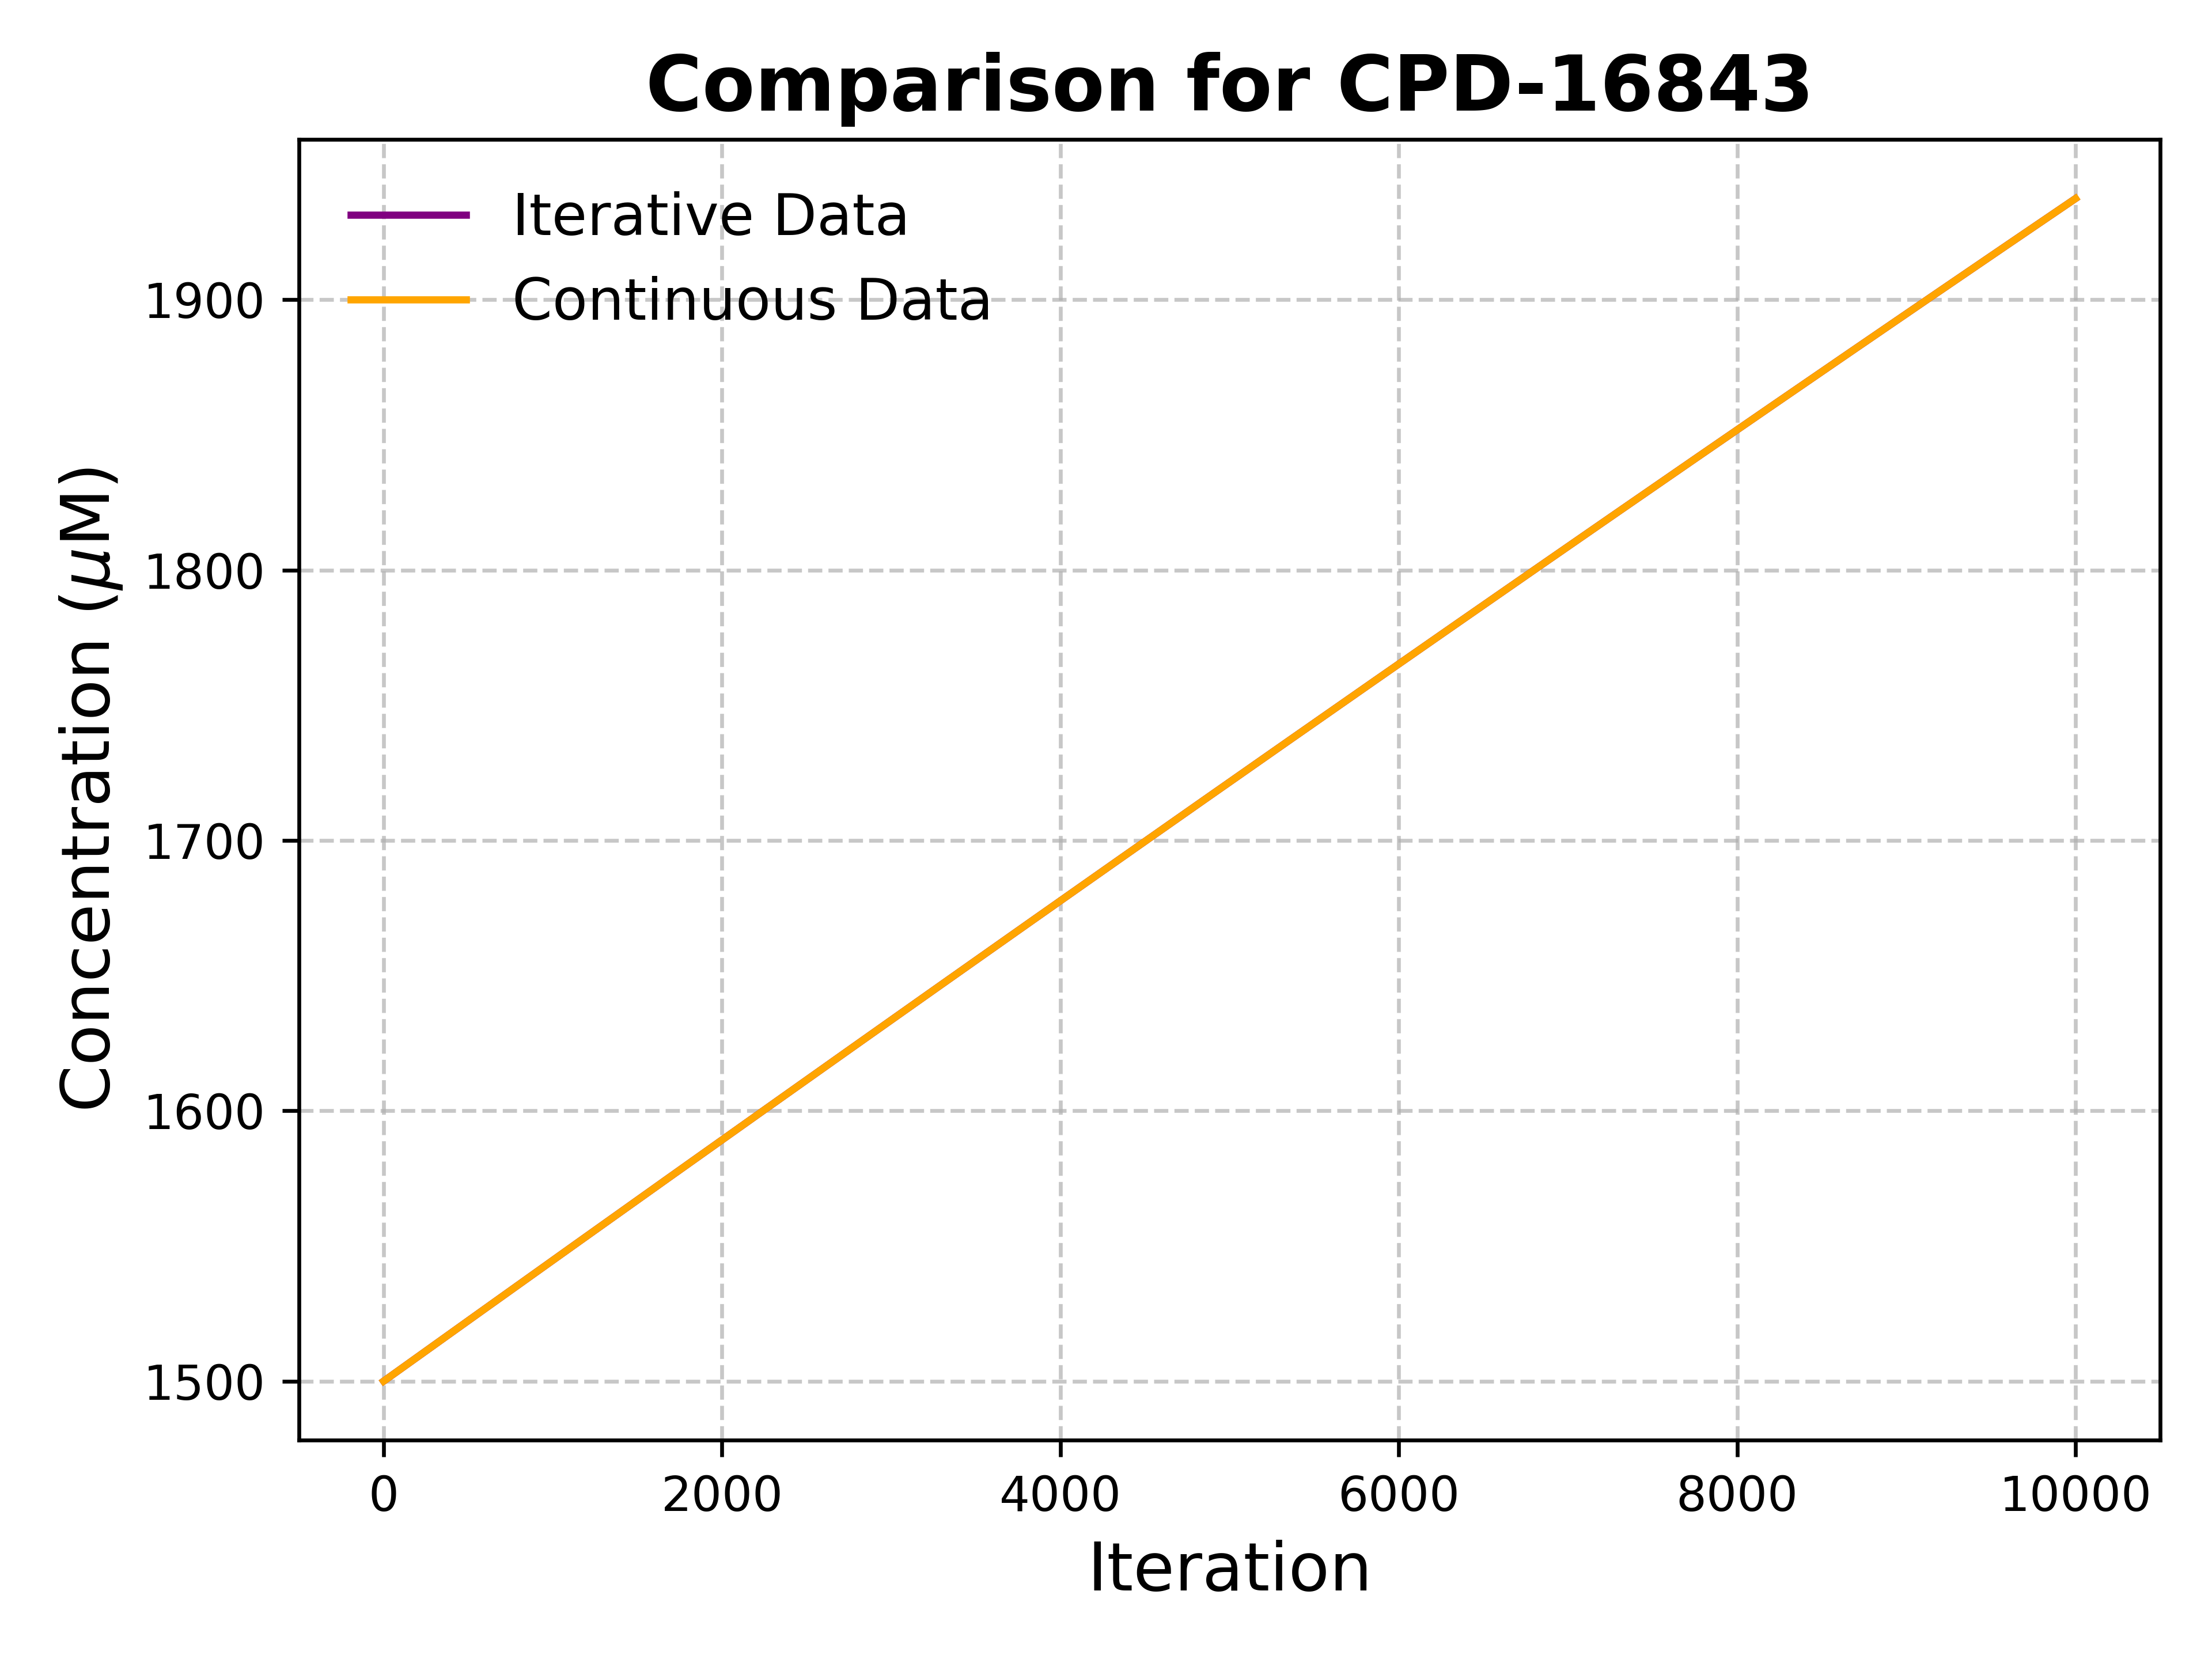 Comparison for CPD-16843
Iterative Data
Continuous Data
Concentration (μM)
1900
1800
1700
1600
1500
0 2000 4000 6000 8000 10000
Iteration